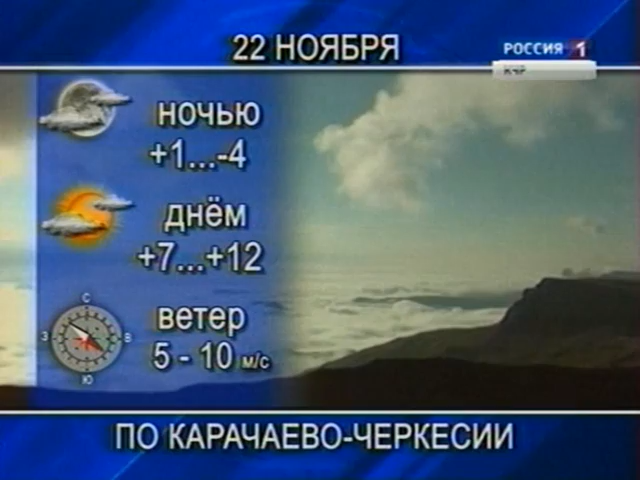 22 НОЯБРЯ
РОССИЯ 1
КЧР
ночью
+1...-4
днём
+7...+12
С
З
В
Ю
ветер
5 - 10 м/с
ПО КАРАЧАЕВО-ЧЕРКЕСИИ